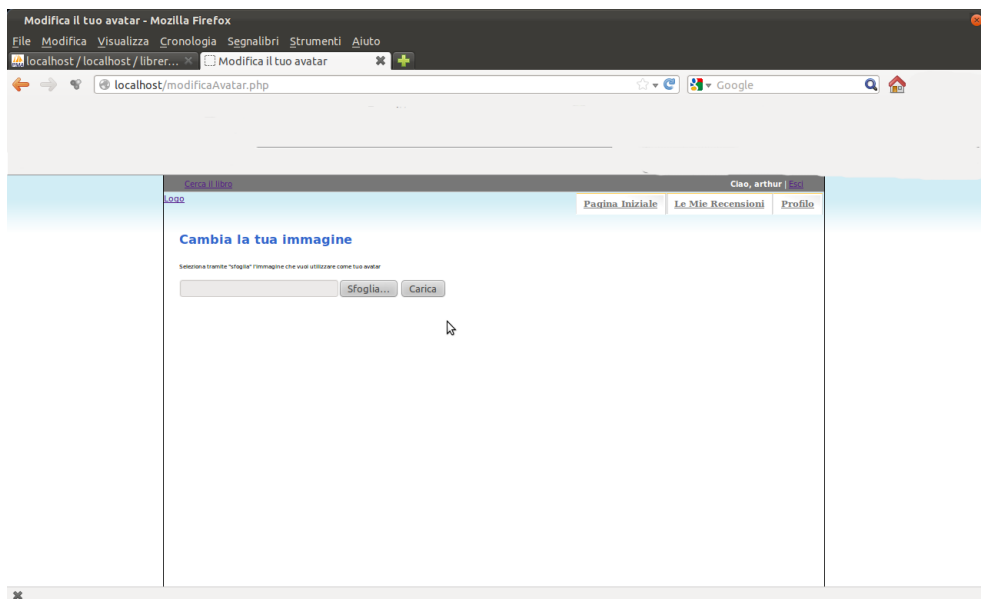 Modifica il tuo avatar - Mozilla Firefox
File Modifica Visualizza Cronologia Segnalibri Strumenti Aiuto
localhost / localhost / librer... Modifica il tuo avatar
localhost/modificaAvatar.php Google
Cerca il libro Ciao, arthur | Esci
Logo
Pagina Iniziale Le Mie Recensioni Profilo
Cambia la tua immagine
Seleziona tramite "sfoglia" l'immagine che vuoi utilizzare come tuo avatar
Sfoglia... Carica